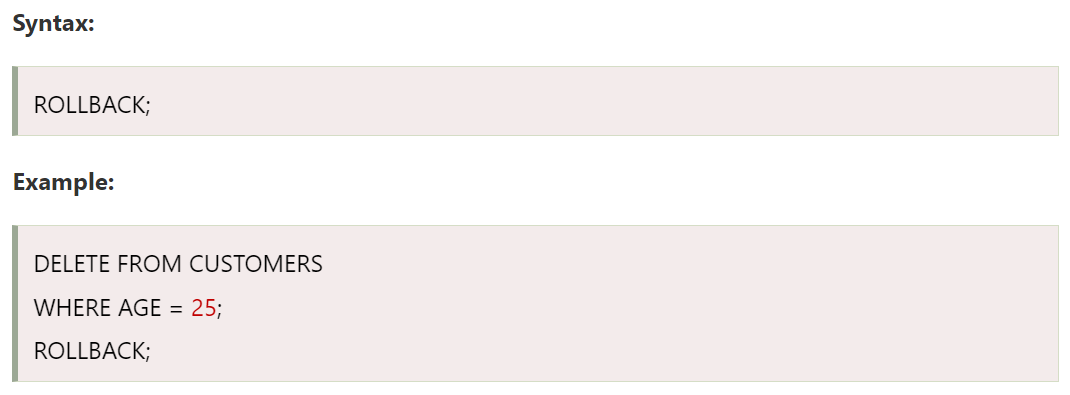 Syntax:
ROLLBACK;
Example:
DELETE FROM CUSTOMERS
WHERE AGE = 25;
ROLLBACK;